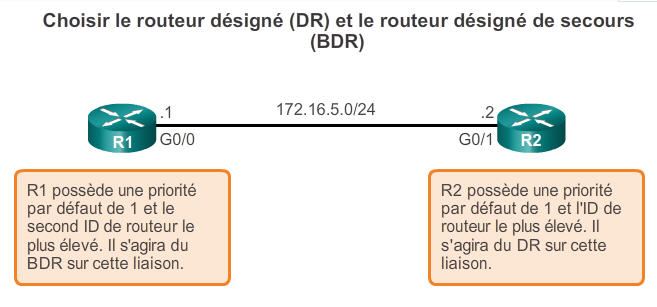 Choisir le routeur désigné (DR) et le routeur désigné de secours
(BDR)
.1
172.16.5.0/24
.2
R1
G0/0
G0/1
R2
R1 possède une priorité
par défaut de 1 et le
second ID de routeur le
plus élevé. Il s'agira du
BDR sur cette liaison.
R2 possède une priorité
par défaut de 1 et l'ID de
routeur le plus élevé. Il
s'agira du DR sur cette
liaison.